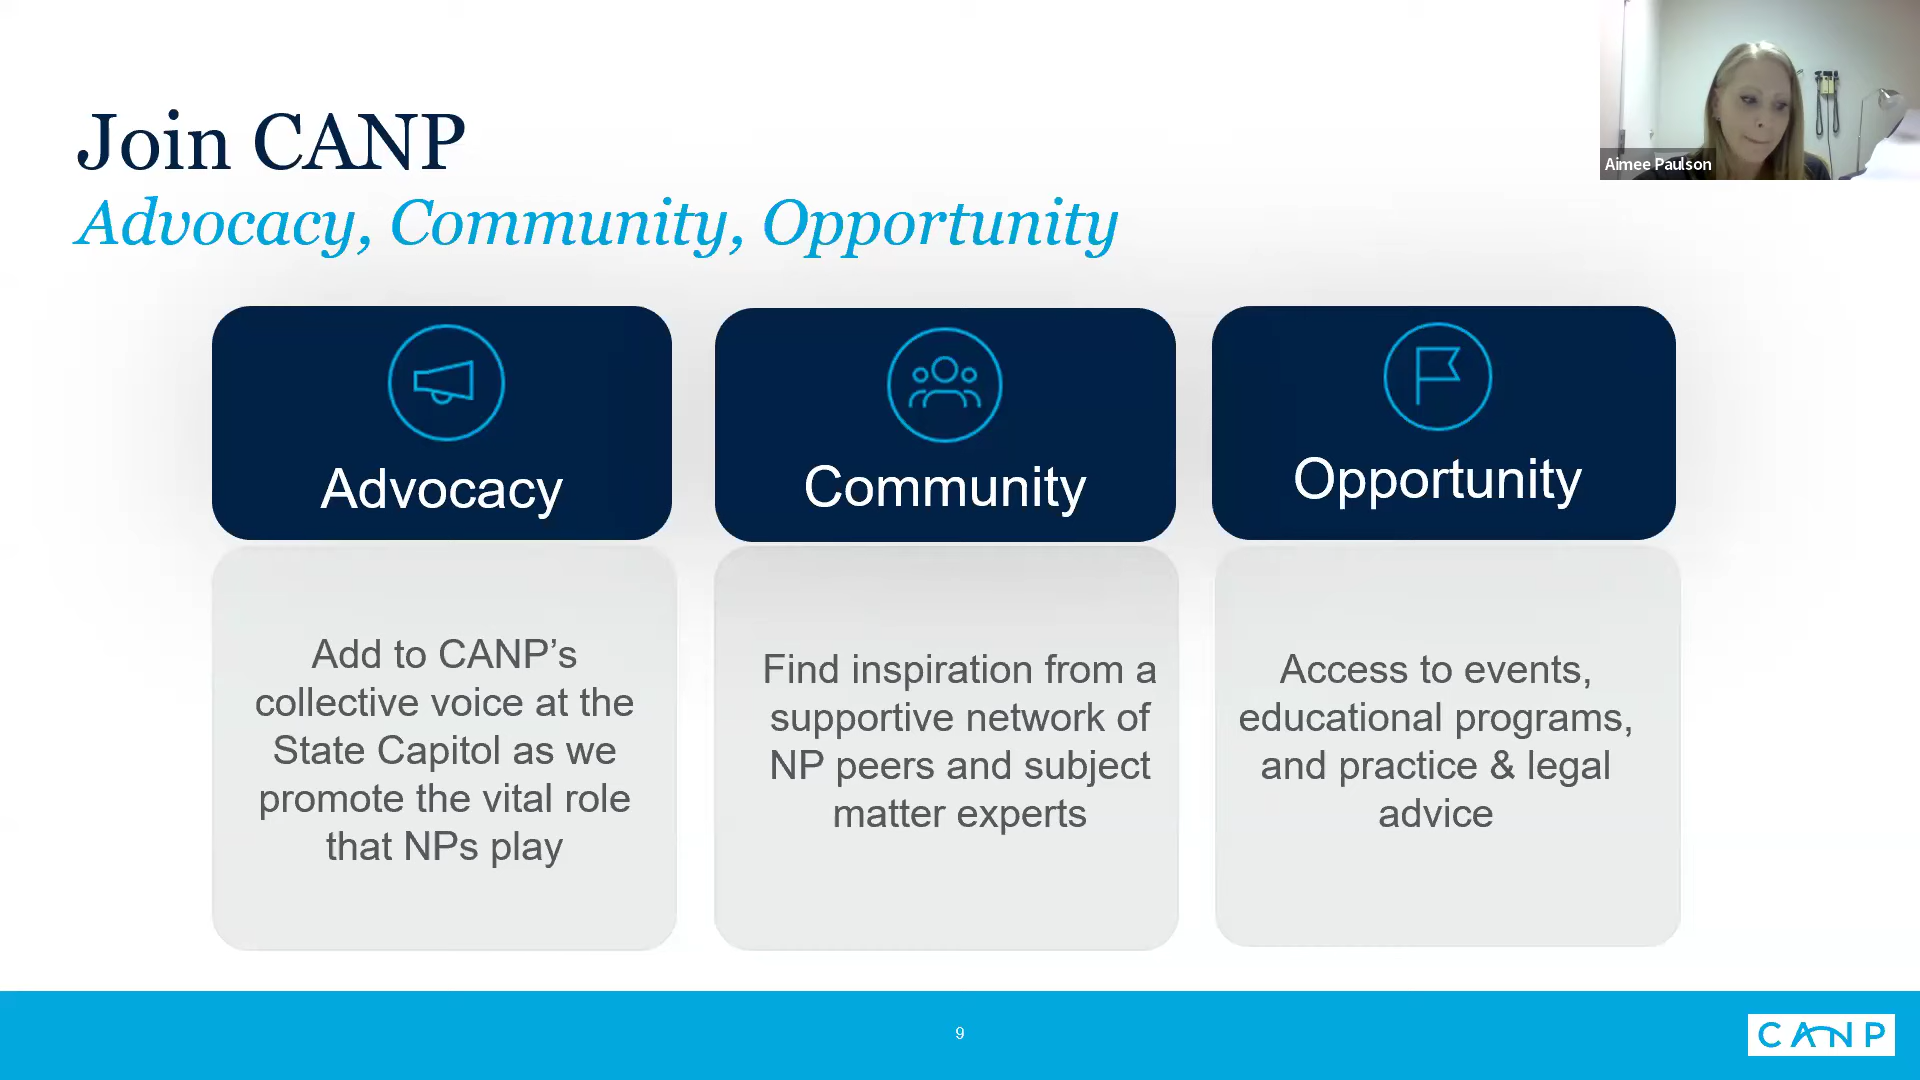 Join CANP
Advocacy, Community, Opportunity
Aimee Paulson
Advocacy
Community
Opportunity
Add to CANP’s
collective voice at the
State Capitol as we
promote the vital role
that NPs play
Find inspiration from a
supportive network of
NP peers and subject
matter experts
Access to events,
educational programs,
and practice & legal
advice
9
CANP